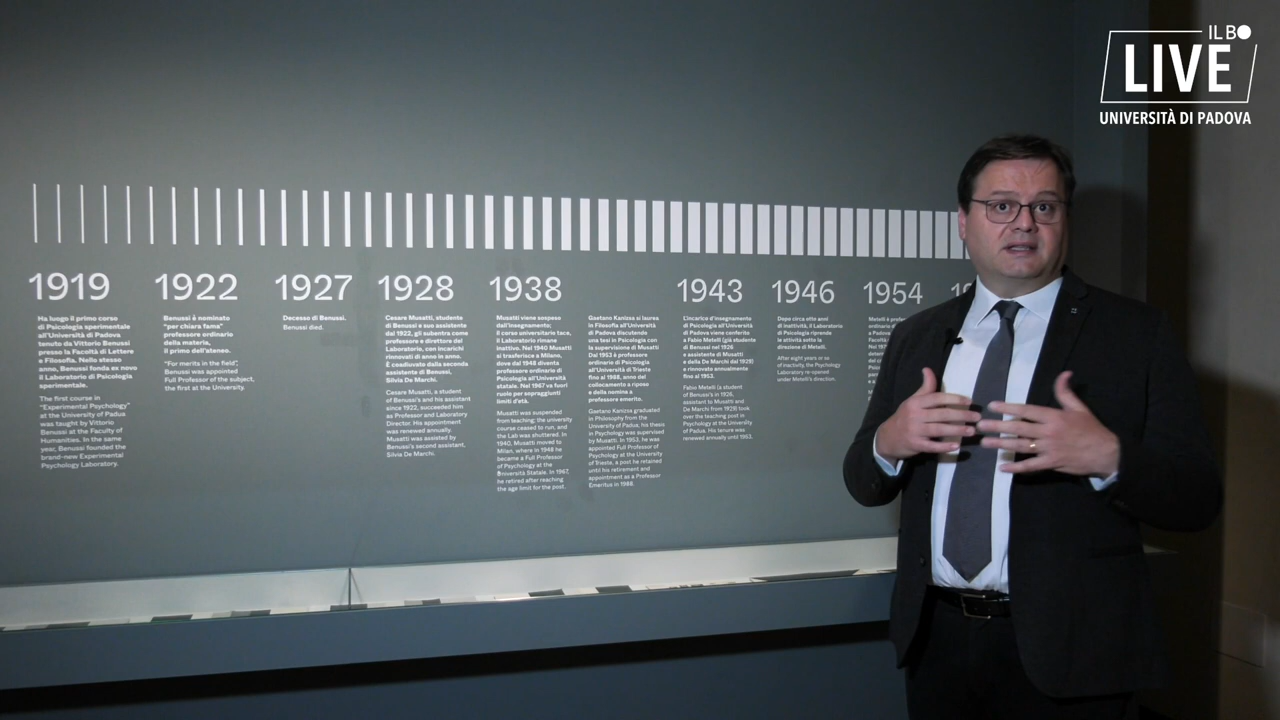 IL BO
LIVE
UNIVERSITÀ DI PADOVA
1919
Ha luogo il primo corso
di Psicologia sperimentale
all'Università di Padova
tenuto da Vittorio Benussi
presso la Facoltà di Lettere
e Filosofia. Nello stesso
anno, Benussi fonda ex novo
il Laboratorio di Psicologia
sperimentale.
The first course in
"Experimental Psychology"
at the University of Padua
was taught by Vittorio
Benussi at the Faculty of
Humanities. In the same
year, Benussi founded the
brand-new Experimental
Psychology Laboratory.
1922
Benussi è nominato
"per chiara fama"
professore ordinario
della materia,
il primo dell'ateneo.
"For merits in the field",
Benussi was appointed
Full Professor of the subject,
the first at the University.
1927
Decesso di Benussi.
Benussi died.
1928
Cesare Musatti, studente
di Benussi e suo assistente
dal 1922, gli subentra come
professore e direttore del
Laboratorio, con incarichi
rinnovati di anno in anno.
È coadiuvato dalla seconda
assistente di Benussi,
Silvia De Marchi.
Cesare Musatti, a student
of Benussi's and his assistant
since 1922, succeeded him
as Professor and Laboratory
Director. His appointment
was renewed annually.
Musatti was assisted by
Benussi's second assistant,
Silvia De Marchi.
1938
Musatti viene sospeso
dall'insegnamento;
il corso universitario tace,
il Laboratorio rimane
inattivo. Nel 1940 Musatti
si trasferisce a Milano,
dove dal 1948 diventa
professore ordinario di
Psicologia all'Università
statale. Nel 1967 va fuori
ruolo per sopraggiunti
limiti d'età.
Musatti was suspended
from teaching; the university
course ceased to run, and
the Lab was shuttered. In
1940, Musatti moved to
Milan, where in 1948 he
became a Full Professor
of Psychology at the
Università Statale. In 1967,
he retired after reaching
the age limit for the post.
Gaetano Kanizsa si laurea
in Filosofia all'Università
di Padova discutendo
una tesi in Psicologia con
la supervisione di Musatti.
Dal 1953 è professore
ordinario di Psicologia
all'Università di Trieste
fino al 1988, anno del
collocamento a riposo
e della nomina a
professore emerito.
Gaetano Kanizsa graduated
in Philosophy from the
University of Padua, his thesis
in Psychology was supervised
by Musatti. In 1953, he was
appointed Full Professor of
Psychology at the University
of Trieste, a post he retained
until his retirement and
appointment as a Professor
Emeritus in 1988.
1943
L'incarico d'insegnamento
di Psicologia all'Università
di Padova viene conferito
a Fabio Metelli (già studente
di Benussi nel 1926
e assistente di Musatti
e della De Marchi dal 1928)
e rinnovato annualmente
fino al 1953.
Fabio Metelli (a student
of Benussi's in 1926,
assistant to Musatti and
De Marchi from 1928) took
over the teaching post in
Psychology at the University
of Padua. His tenure was
renewed annually until 1953.
1946
Dopo circa otto anni
di inattività, il Laboratorio
di Psicologia riprende
le attività sotto la
direzione di Metelli.
After eight years or so
of inactivity, the Psychology
Laboratory re-opened
under Metelli's direction.
1954